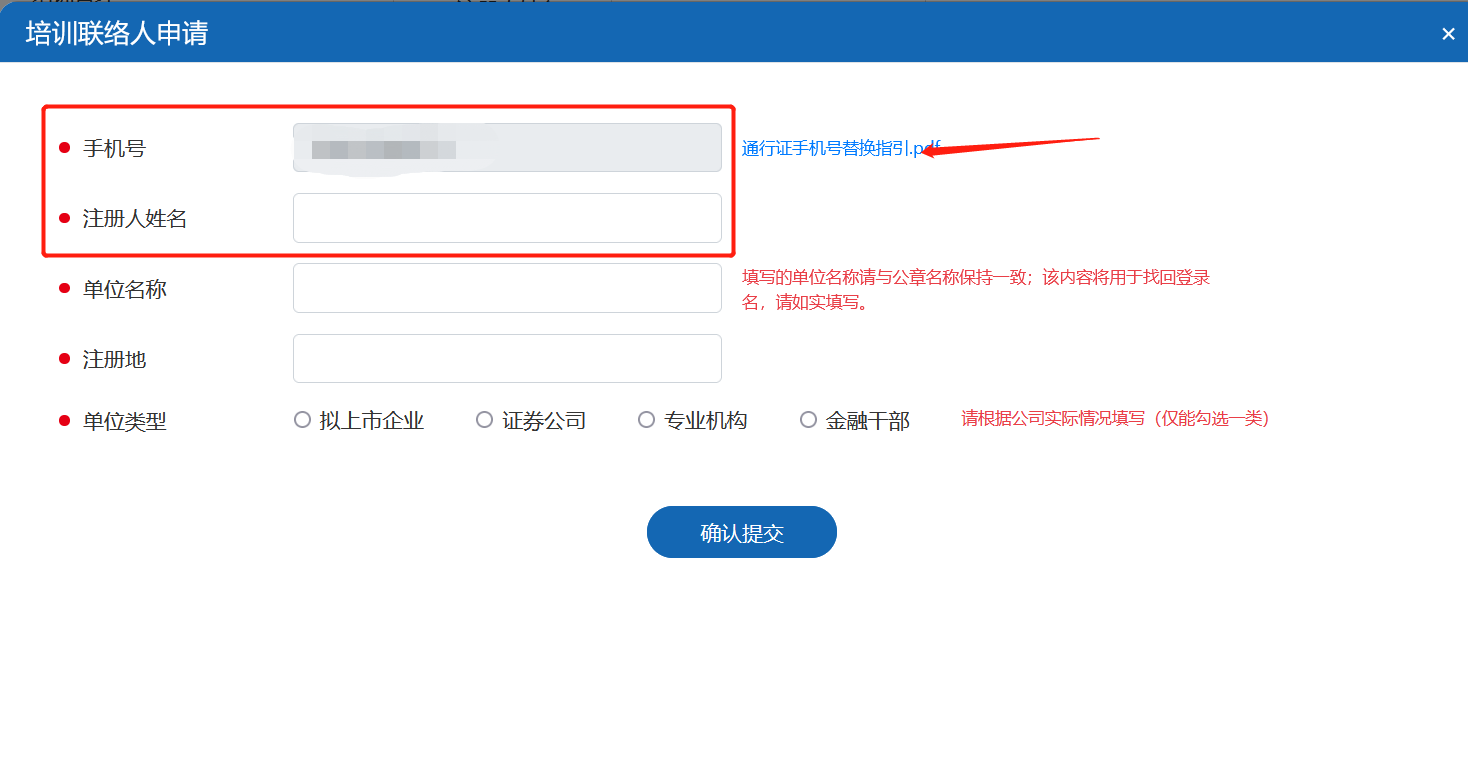 培训联络人申请
×
手机号
通行证手机号替换指引.pdf
注册人姓名
单位名称
填写的单位名称请与公章名称保持一致；该内容将用于找回登录
名，请如实填写。
注册地
单位类型
拟上市企业
证券公司
专业机构
金融干部
请根据公司实际情况填写（仅能勾选一类）
确认提交